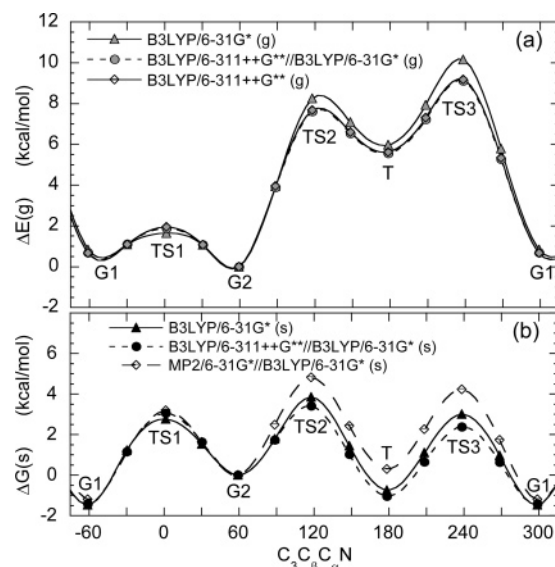 12
10
8
6
4
2
0
-2
ΔE(g) (kcal/mol)
(a)
B3LYP/6-31G* (g)
B3LYP/6-311++G**//B3LYP/6-31G* (g)
B3LYP/6-311++G** (g)
G1
TS1
G2
TS2
T
TS3
G1
6
4
2
0
-2
ΔG(s) (kcal/mol)
(b)
B3LYP/6-31G* (s)
B3LYP/6-311++G**//B3LYP/6-31G* (s)
MP2/6-31G*//B3LYP/6-31G* (s)
G1
TS1
G2
TS2
T
TS3
G1
-60 0 60 120 180 240 300
C₃CᵦCαN